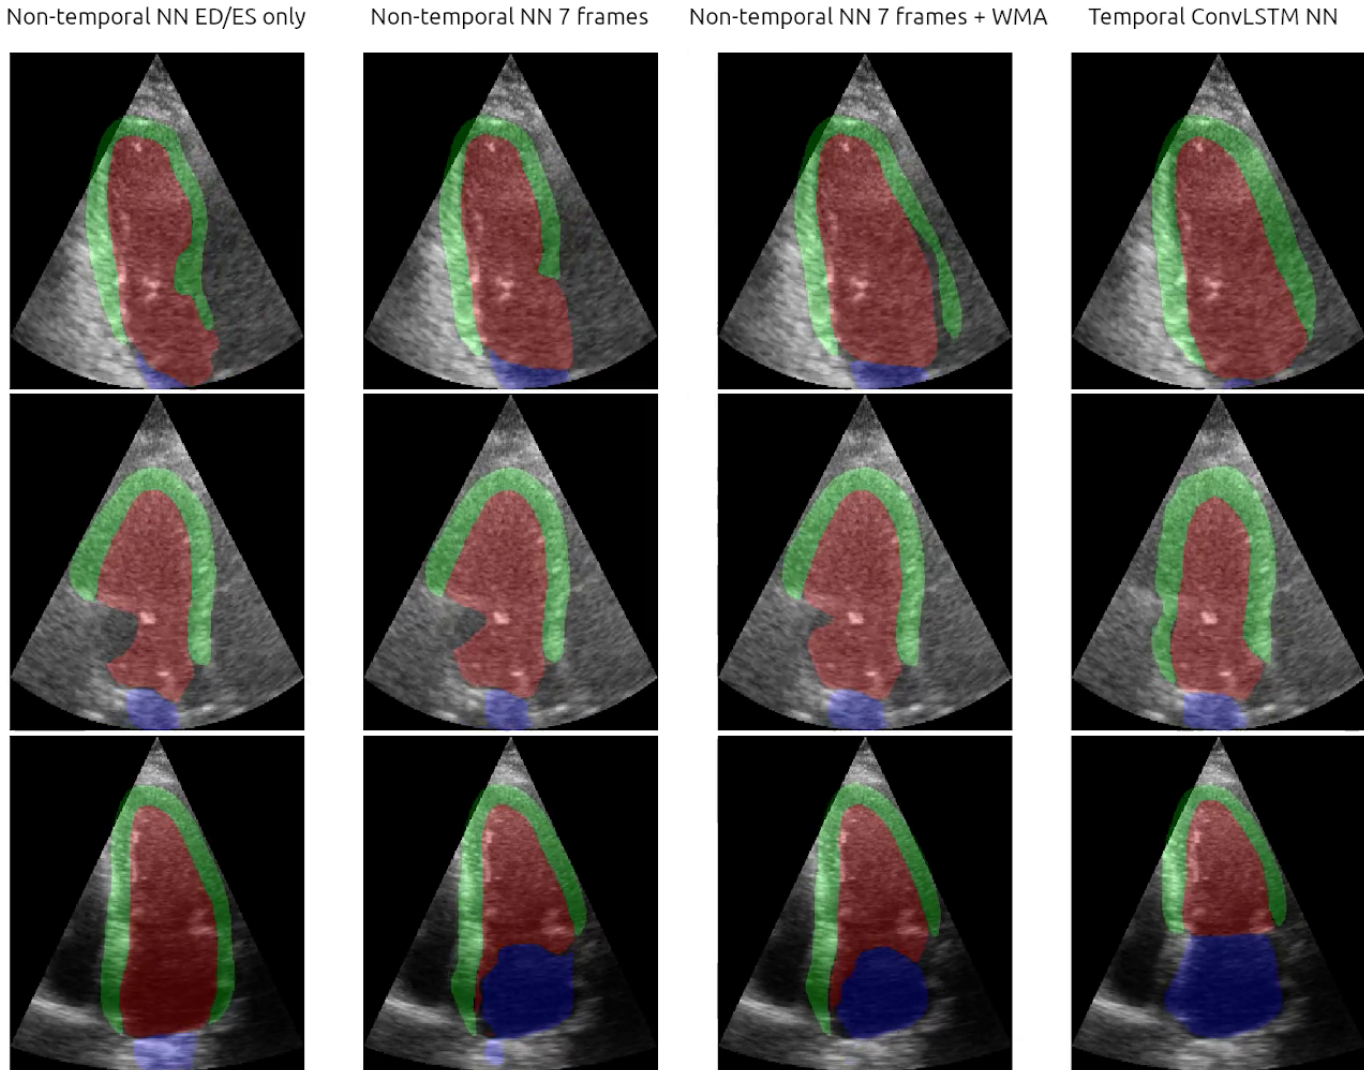 Non-temporal NN ED/ES only
Non-temporal NN 7 frames
Non-temporal NN 7 frames + WMA
Temporal ConvLSTM NN